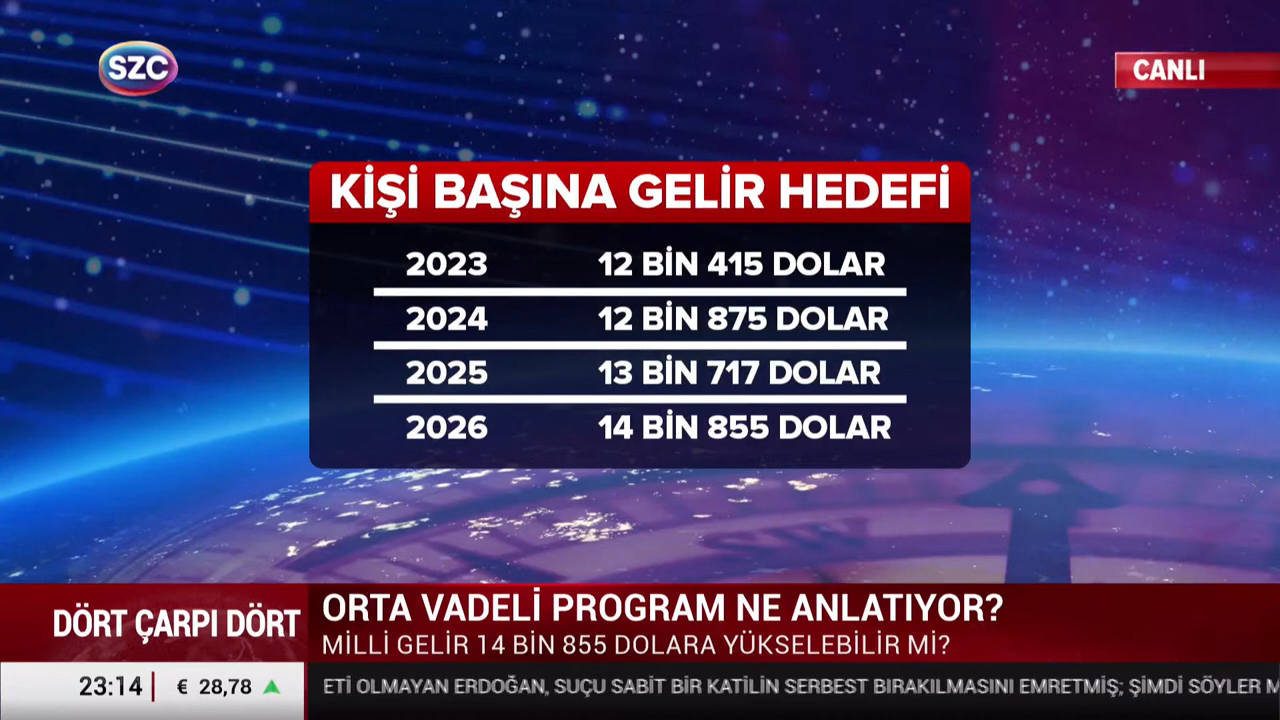 SZC
CANLI
KİŞİ BAŞINA GELİR HEDEFİ
2023 12 BİN 415 DOLAR
2024 12 BİN 875 DOLAR
2025 13 BİN 717 DOLAR
2026 14 BİN 855 DOLAR
DÖRT ÇARPI DÖRT
ORTA VADELİ PROGRAM NE ANLATIYOR?
MİLLİ GELİR 14 BİN 855 DOLARA YÜKSELEBİLİR Mİ?
23:14 € 28,78
ETİ OLMAYAN ERDOĞAN, SUÇU SABİT BİR KATİLİN SERBEST BIRAKILMASINI EMRETMİŞ; ŞİMDİ SÖYLER M